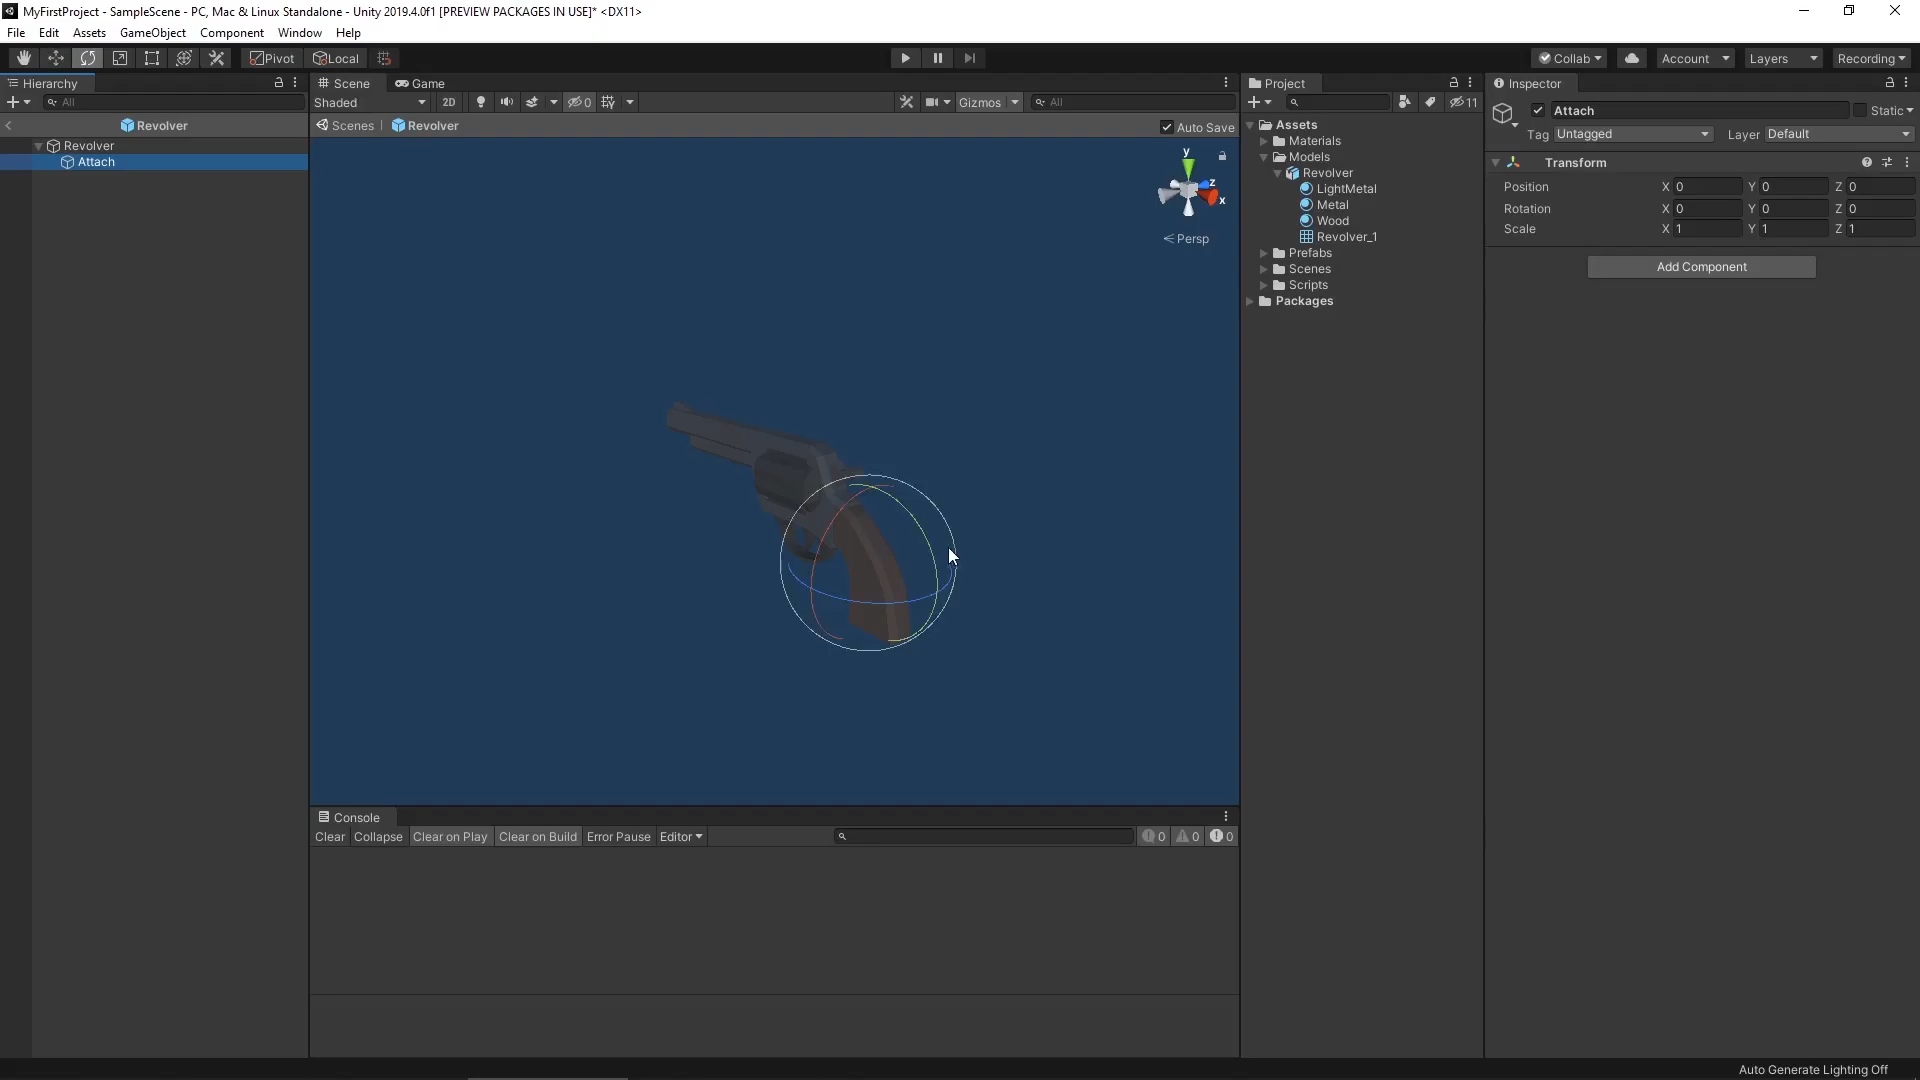 MyFirstProject - SampleScene - PC, Mac & Linux Standalone - Unity 2019.4.0f1 [PREVIEW PACKAGES IN USE]* <DX11>
File Edit Assets GameObject Component Window Help
Pivot Local Collab Account Layers Recording
Hierarchy
All
Revolver
Revolver
Attach
Scene Game
Shaded 2D 0 Gizmos All
Scenes Revolver Auto Save
y
z
x
Persp
Console
Clear Collapse Clear on Play Clear on Build Error Pause Editor 0 0 0
Project
11
Assets
Materials
Models
Revolver
LightMetal
Metal
Wood
Revolver_1
Prefabs
Scenes
Scripts
Packages
Inspector
Attach Static
Tag Untagged Layer Default
Transform
Position X 0 Y 0 Z 0
Rotation X 0 Y 0 Z 0
Scale X 1 Y 1 Z 1
Add Component
Auto Generate Lighting Off